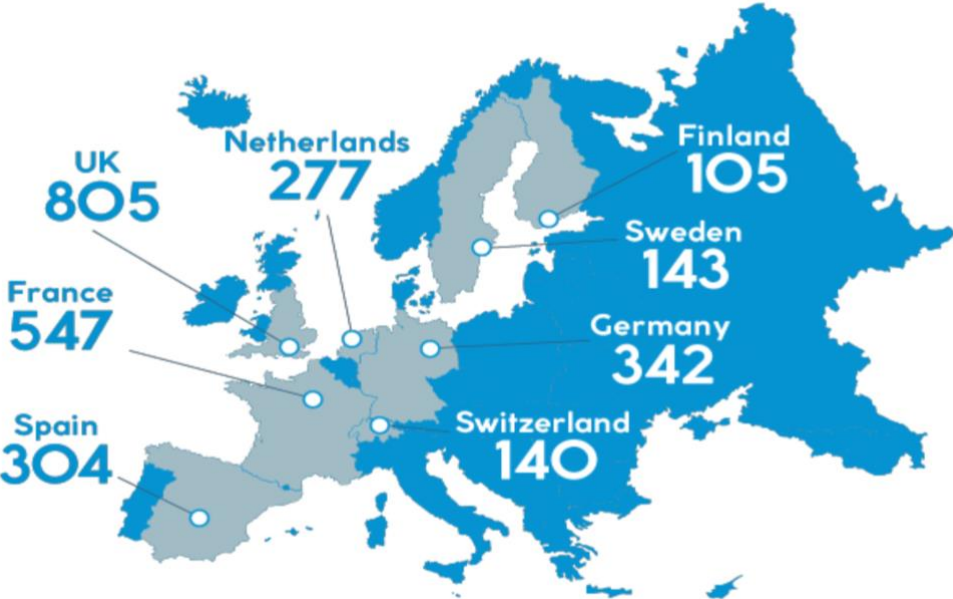 Netherlands
277
UK
805
Finland
105
Sweden
143
France
547
Germany
342
Spain
304
Switzerland
140